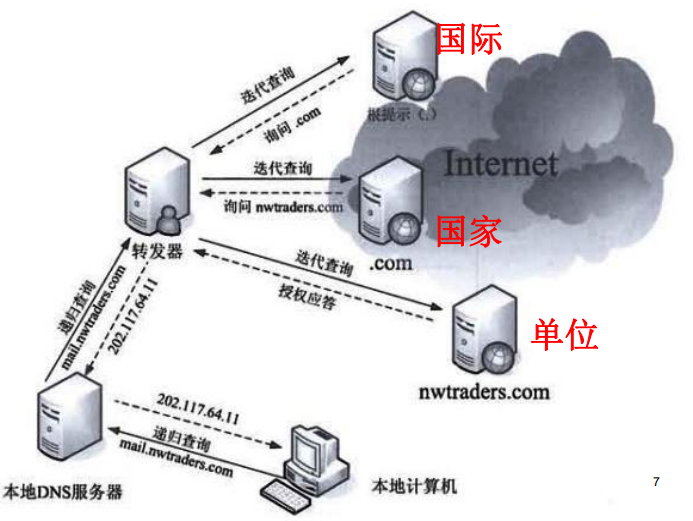 国际
迭代查询
询问 .com
根提示（.）
Internet
迭代查询
询问 nwtraders.com
国家
.com
转发器
迭代查询
授权应答
单位
nwtraders.com
递归查询
mail.nwtraders.com
202.117.64.11
202.117.64.11
递归查询
mail.nwtraders.com
本地DNS服务器
本地计算机
7